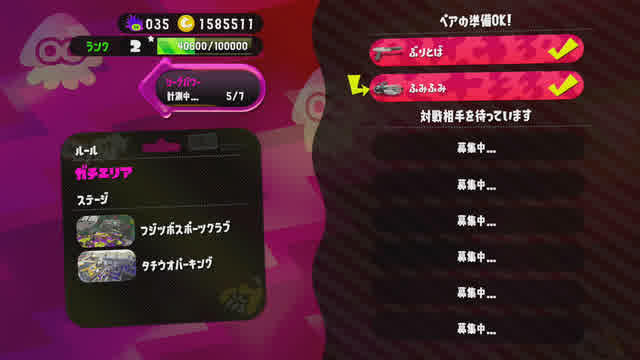 035 1585511
ランク 2 40600/100000
リーグパワー
計測中... 5/7
ルール
ガチエリア
ステージ
フジツボスポーツクラブ
タチウオパーキング
ペアの準備OK!
ぷりとば
ふみふみ
対戦相手を待っています
募集中...
募集中...
募集中...
募集中...
募集中...
募集中...